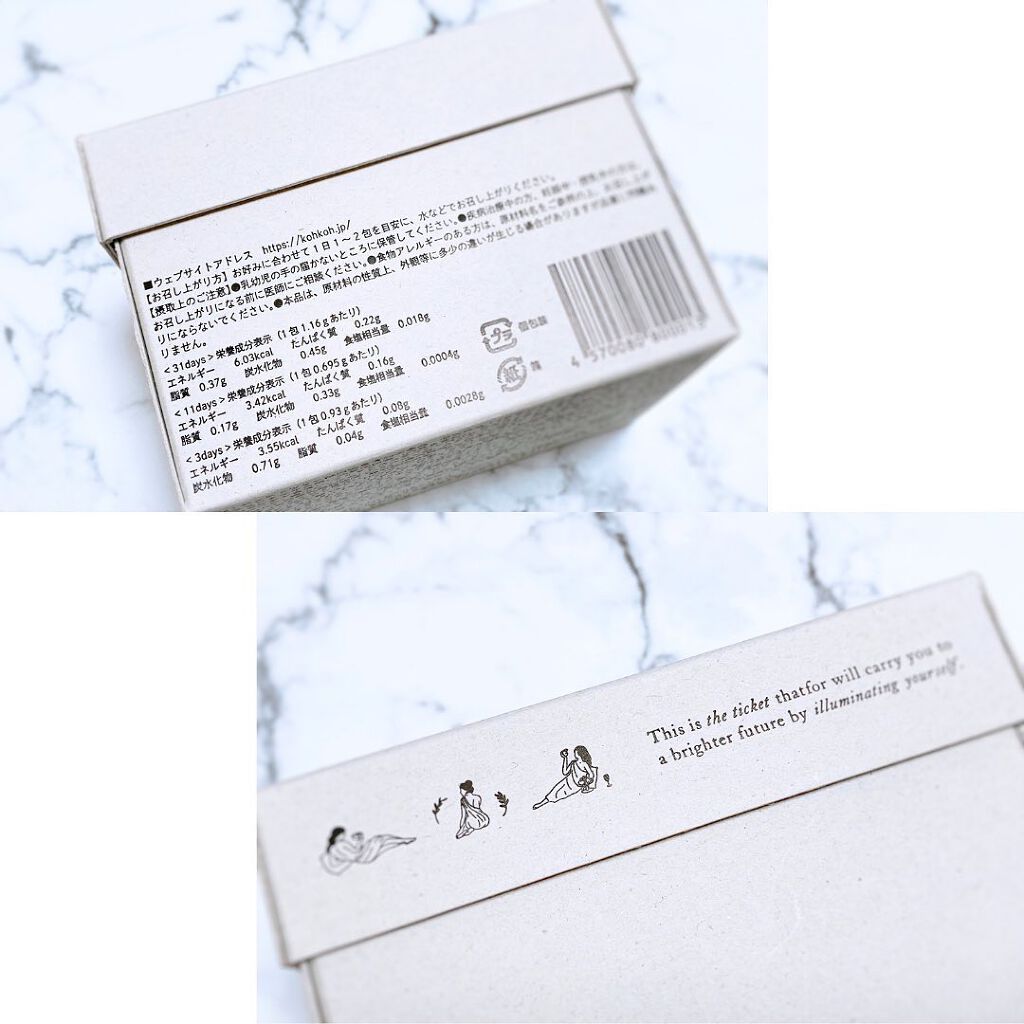 ■ウェブサイトアドレス https://kohkoh.jp/
【お召し上がり方】お好みに合わせて1日1～2包を目安に、水などでお召し上がりください。
【摂取上のご注意】●乳幼児の手の届かないところに保管してください。●疾病治療中の方、妊娠中・授乳中の方は、
お召し上がりになる前に医師にご相談ください。●食物アレルギーのある方は、原材料名をご参照の上、お召し上が
りにならないでください。●本品は、原材料の性質上、外観等に多少の違いが生じる場合がありますが品質に問題あ
りません。
<31days>栄養成分表示（1包1.16gあたり）
エネルギー 6.03kcal たんぱく質 0.22g
脂質 0.37g 炭水化物 0.45g 食塩相当量 0.018g
<11days>栄養成分表示（1包0.695gあたり）
エネルギー 3.42kcal たんぱく質 0.16g
脂質 0.17g 炭水化物 0.33g 食塩相当量 0.0004g
<3days>栄養成分表示（1包0.93gあたり）
エネルギー 3.55kcal たんぱく質 0.08g
炭水化物 0.71g 脂質 0.04g 食塩相当量 0.0028g
プラ 個包装
紙 箱
This is the ticket thatfor will carry you to
a brighter future by illuminating yourself.